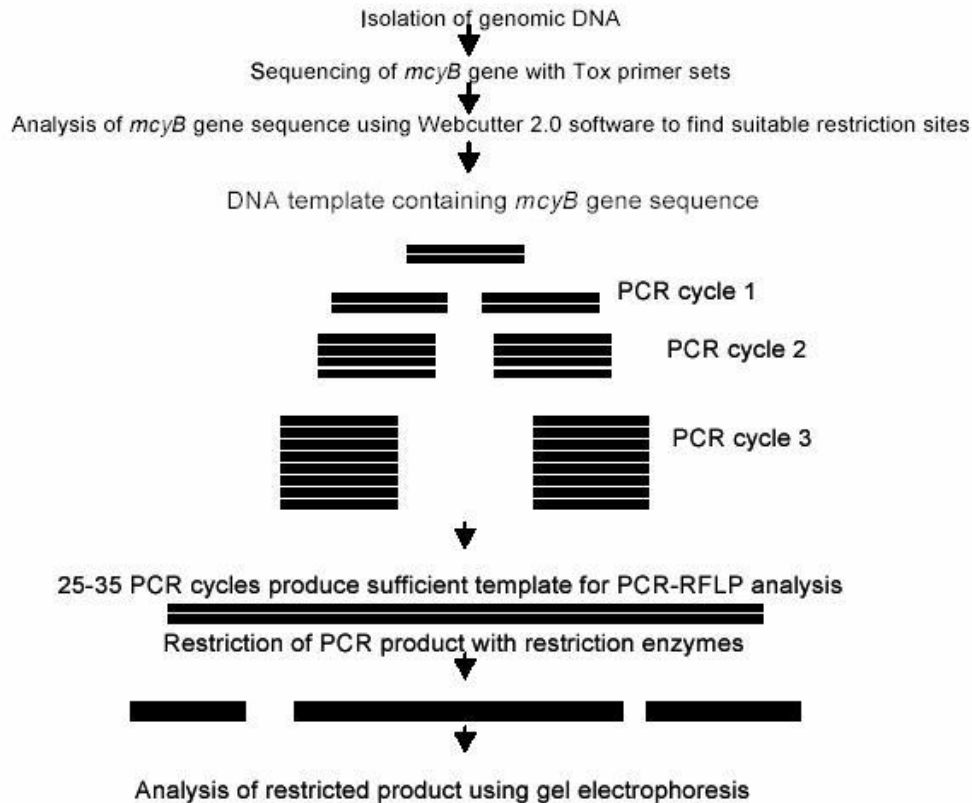 Isolation of genomic DNA
Sequencing of mcyB gene with Tox primer sets
Analysis of mcyB gene sequence using Webcutter 2.0 software to find suitable restriction sites
DNA template containing mcyB gene sequence
PCR cycle 1
PCR cycle 2
PCR cycle 3
25-35 PCR cycles produce sufficient template for PCR-RFLP analysis
Restriction of PCR product with restriction enzymes
Analysis of restricted product using gel electrophoresis